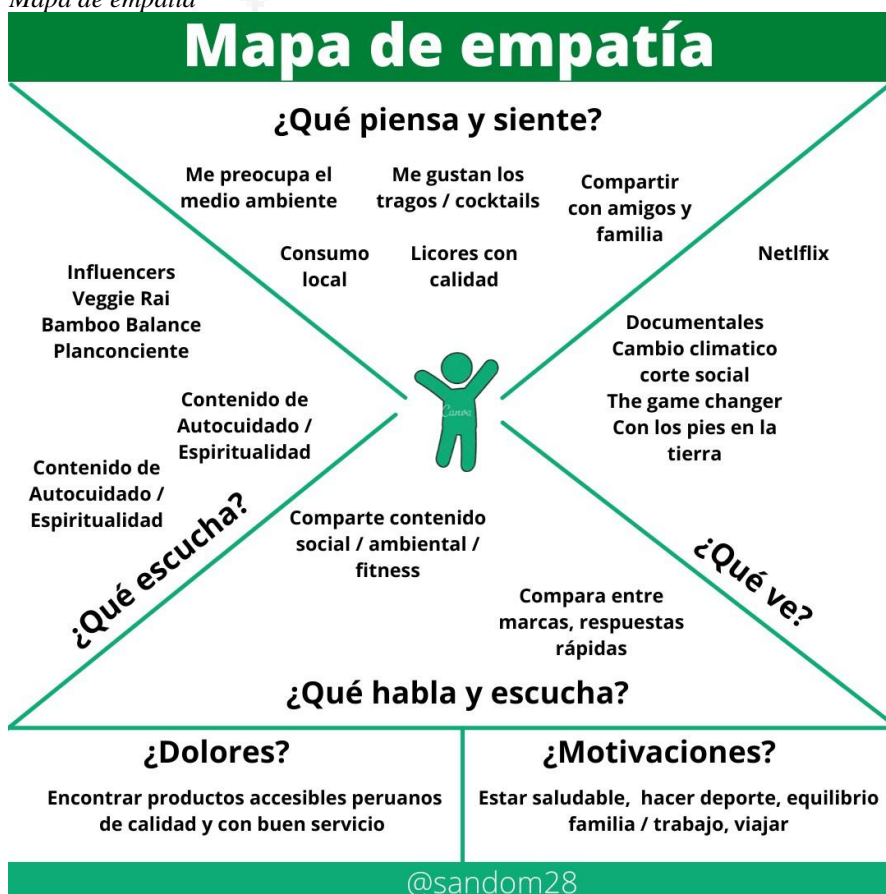 Mapa de empatía
Mapa de empatía
¿Qué piensa y siente?
Me preocupa el
medio ambiente
Me gustan los
tragos / cocktails
Compartir
con amigos y
familia
Consumo
local
Licores con
calidad
Influencers
Veggie Rai
Bamboo Balance
Planconciente
Contenido de
Autocuidado /
Espiritualidad
Contenido de
Autocuidado /
Espiritualidad
¿Qué escucha?
Netlflix
Documentales
Cambio climatico
corte social
The game changer
Con los pies en la
tierra
¿Qué ve?
Canva
Comparte contenido
social / ambiental /
fitness
Compara entre
marcas, respuestas
rápidas
¿Qué habla y escucha?
¿Dolores?
Encontrar productos accesibles peruanos
de calidad y con buen servicio
¿Motivaciones?
Estar saludable, hacer deporte, equilibrio
familia / trabajo, viajar
@sandom28